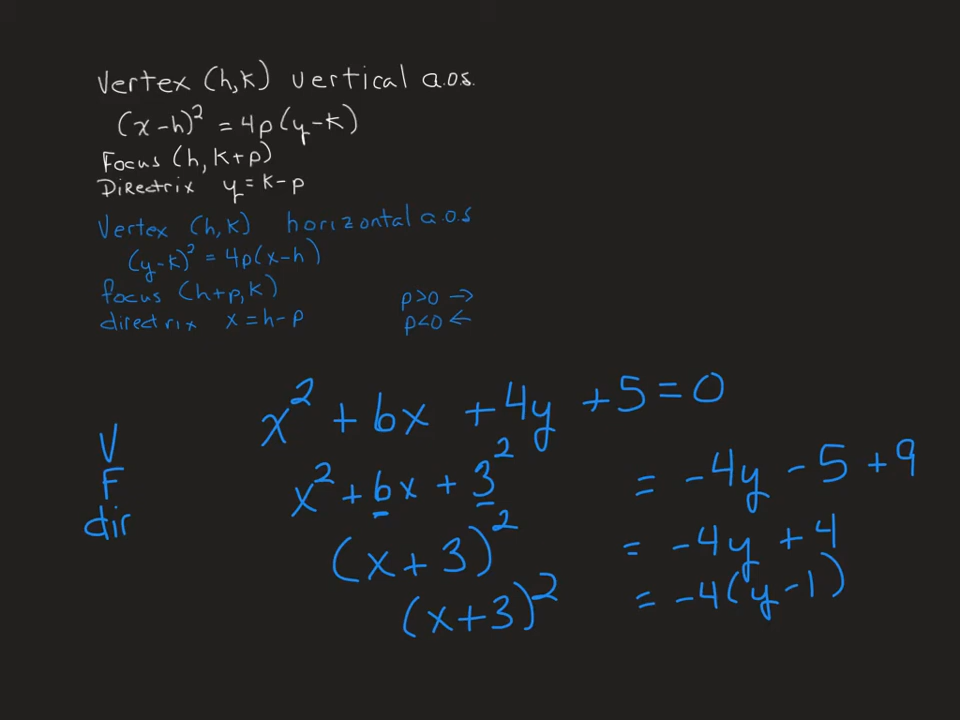 Vertex (h,k) vertical a.o.s.
(x-h)² = 4p(y-k)
Focus (h, k+p)
Directrix y = k-p
Vertex (h,k) horizontal a.o.s
(y-k)² = 4p(x-h)
focus (h+p, k)
p>0 →
directrix x = h-p
p<0 ←
x² + 6x + 4y + 5 = 0
V
x² + 6x + 3² = -4y - 5 + 9
F
dir
(x+3)² = -4y + 4
(x+3)² = -4(y-1)